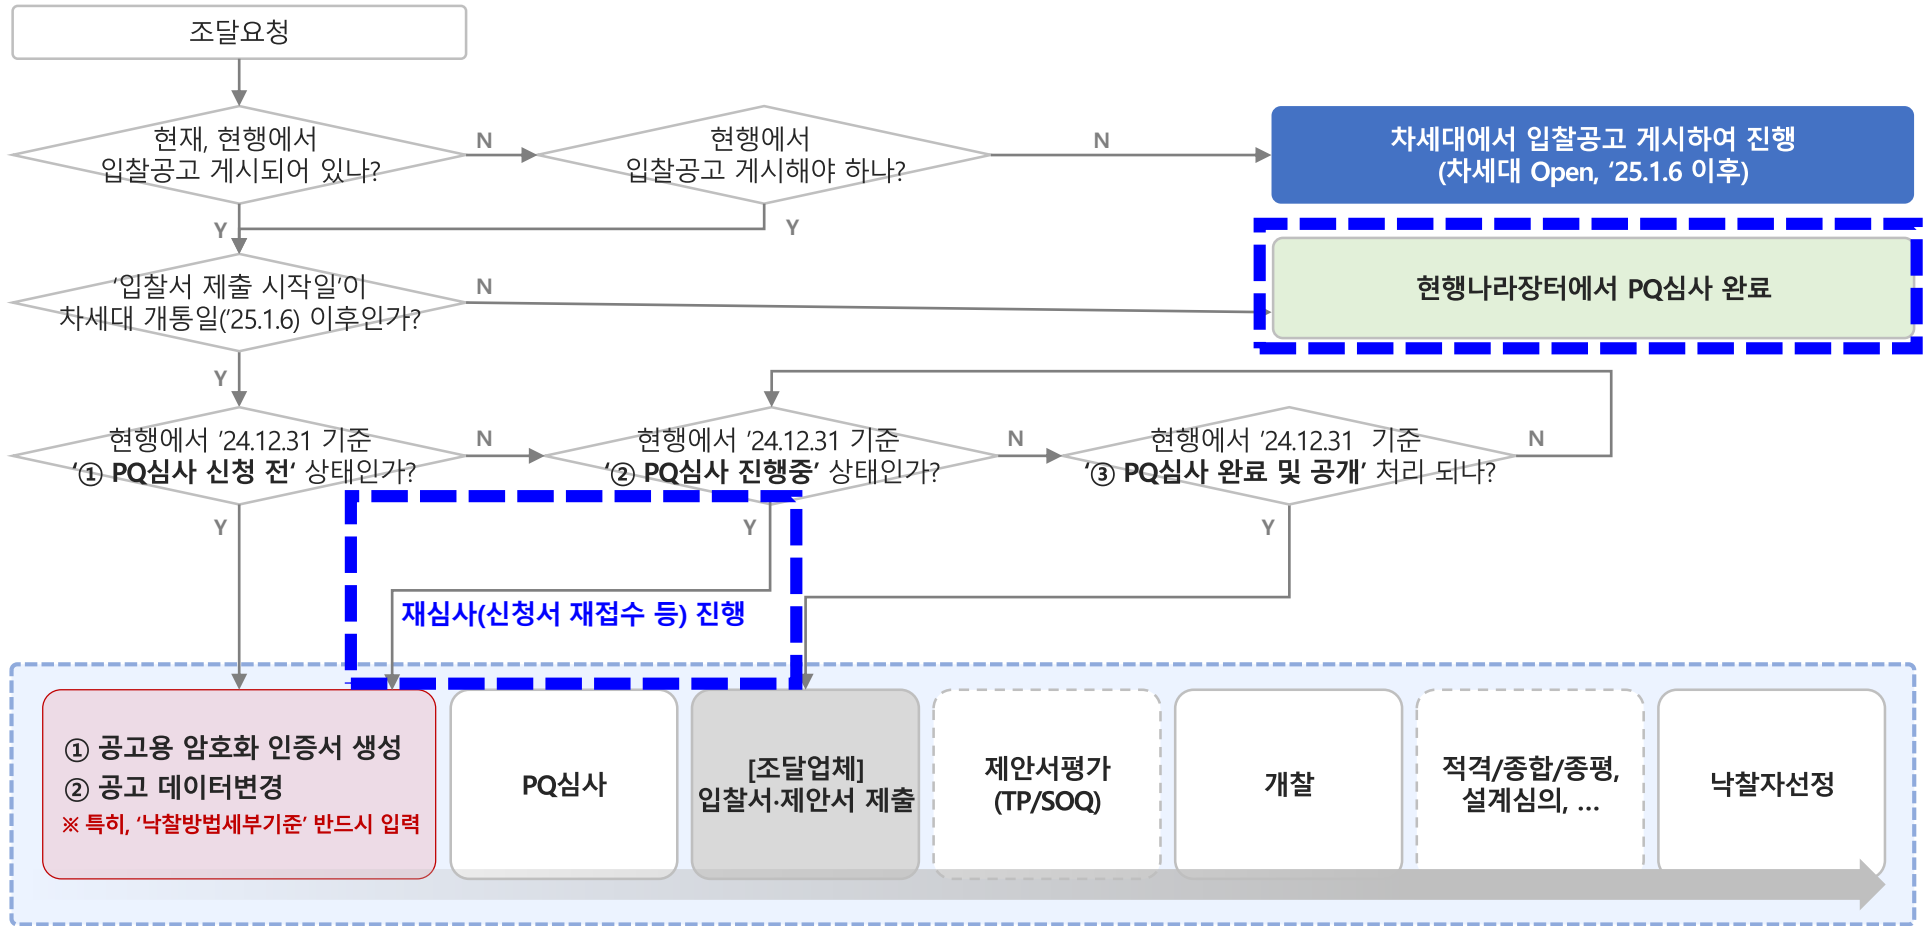 조달요청
현재, 현행에서
입찰공고 게시되어 있나?
N
현행에서
입찰공고 게시해야 하나?
N
차세대에서 입찰공고 게시하여 진행
(차세대 Open, ‘25.1.6 이후)
Y
Y
‘입찰서 제출 시작일’이
차세대 개통일(’25.1.6) 이후인가?
N
현행나라장터에서 PQ심사 완료
Y
현행에서 ’24.12.31 기준
‘① PQ심사 신청 전‘ 상태인가?
N
현행에서 ’24.12.31 기준
‘② PQ심사 진행중’ 상태인가?
N
현행에서 ’24.12.31 기준
‘③ PQ심사 완료 및 공개’ 처리 되나?
N
Y
Y
Y
재심사(신청서 재접수 등) 진행
① 공고용 암호화 인증서 생성
② 공고 데이터변경
※ 특히, ‘낙찰방법세부기준’ 반드시 입력
PQ심사
[조달업체]
입찰서·제안서 제출
제안서평가
(TP/SOQ)
개찰
적격/종합/종평,
설계심의, ...
낙찰자선정